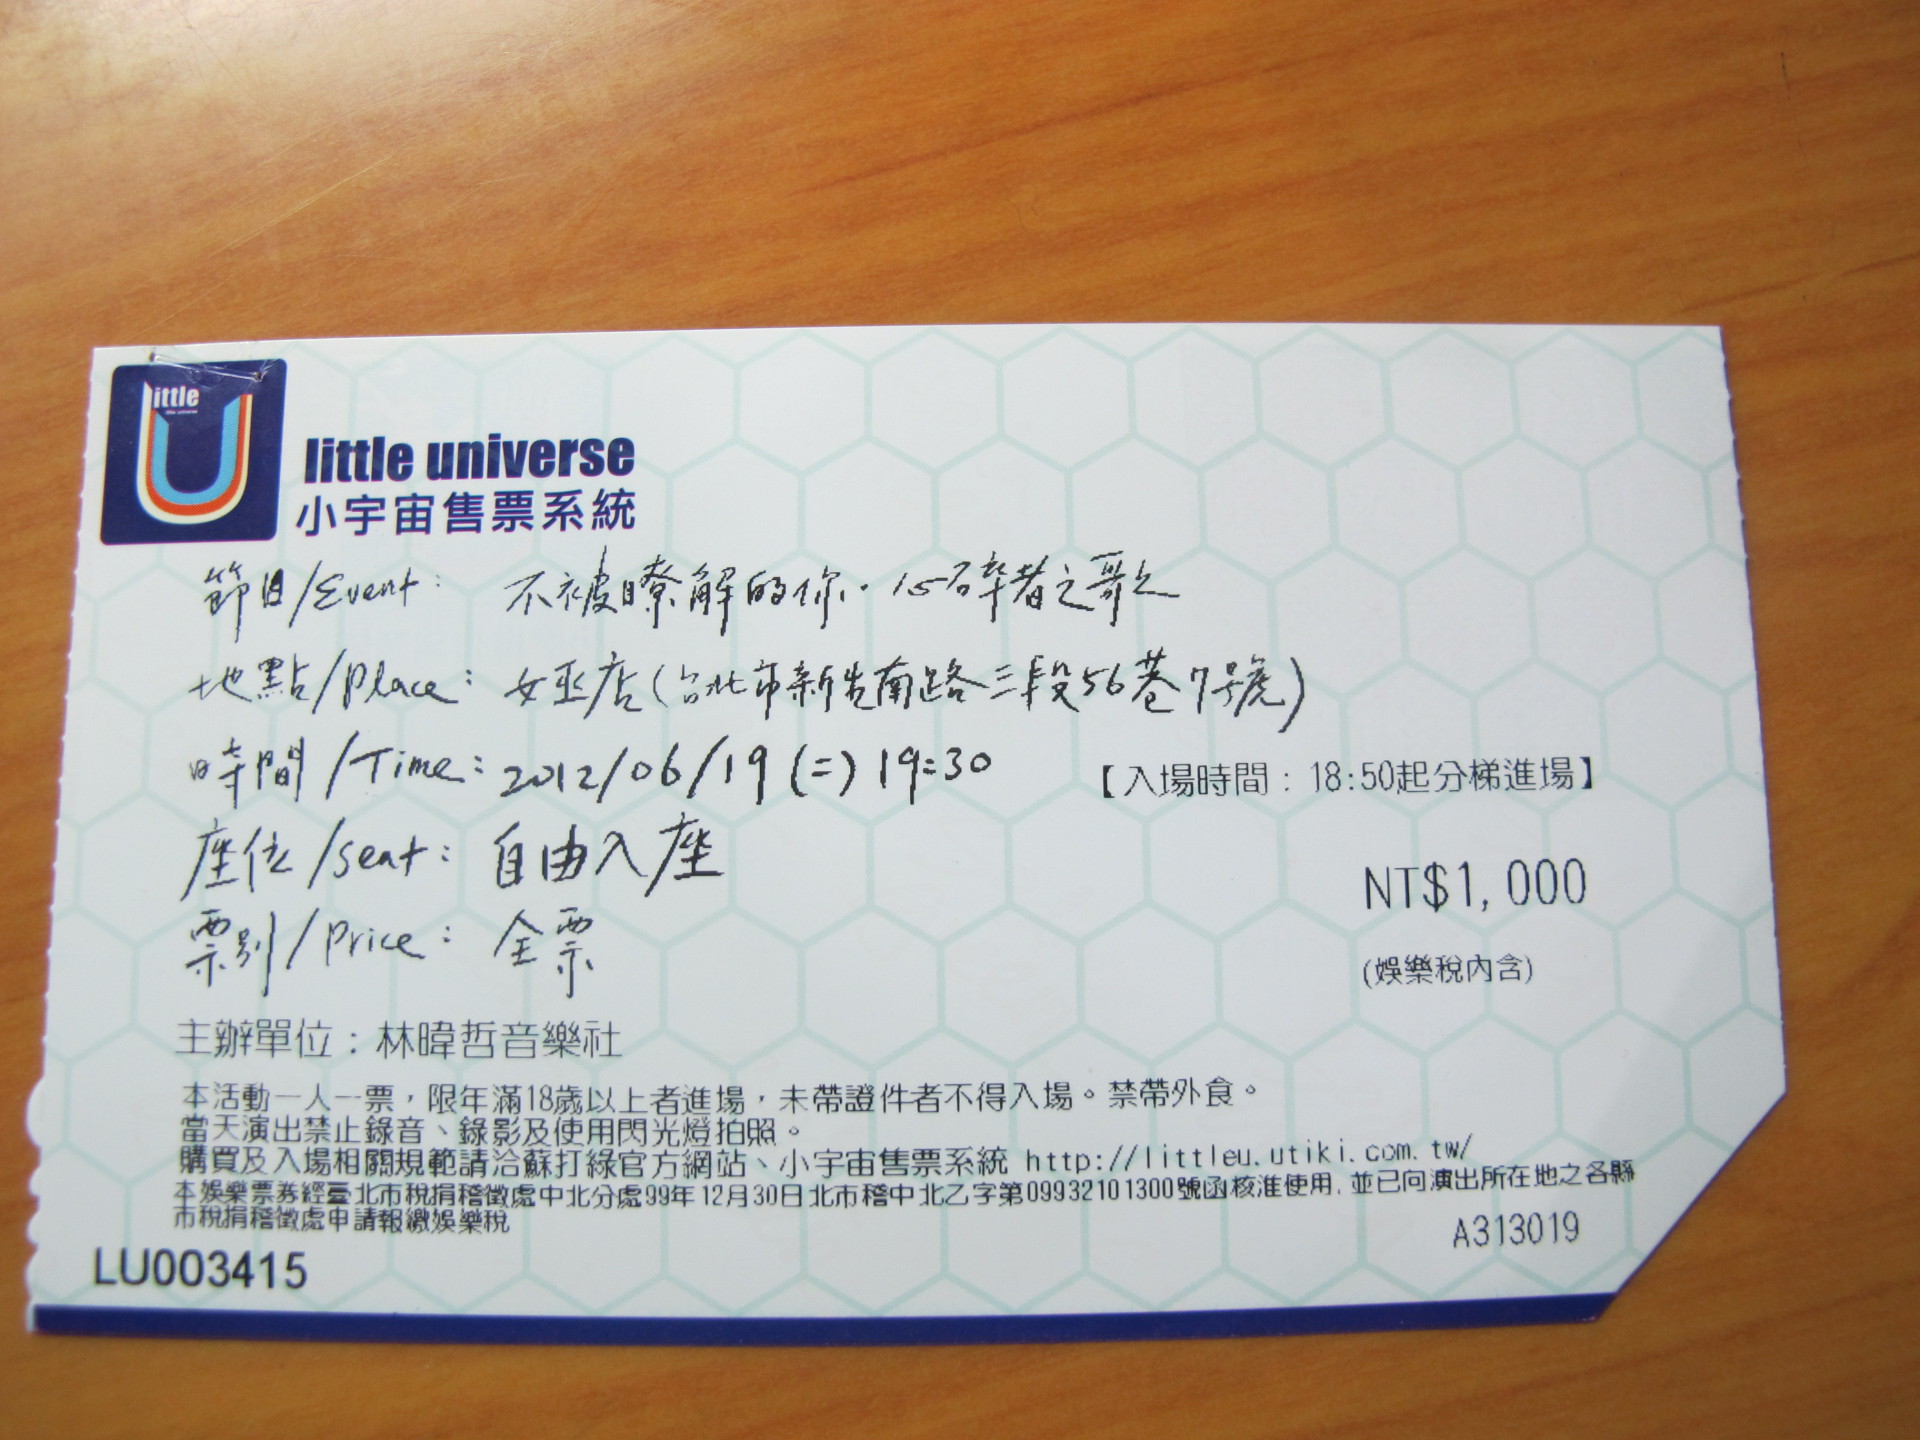 little
little universe
little universe
小宇宙售票系統
節目/Event: 不被瞭解的你.心碎者之歌
地點/Place: 女巫店(台北市新生南路三段56巷7號)
時間/Time: 2012/06/19(二)19:30 【入場時間:18:50起分梯進場】
座位/seat: 自由入座
NT$1,000
票別/Price: 全票
(娛樂稅內含)
主辦單位:林暐哲音樂社
本活動一人一票,限年滿18歲以上者進場,未帶證件者不得入場。禁帶外食。
當天演出禁止錄音、錄影及使用閃光燈拍照。
購買及入場相關規範請洽蘇打綠官方網站、小宇宙售票系統 http://littleu.utiki.com.tw/
本娛樂票券經臺北市稅捐稽徵處中北分處99年12月30日北市稽中北乙字第09932101300號函核准使用,並已向演出所在地之各縣
市稅捐稽徵處申請報繳娛樂稅
A313019
LU003415